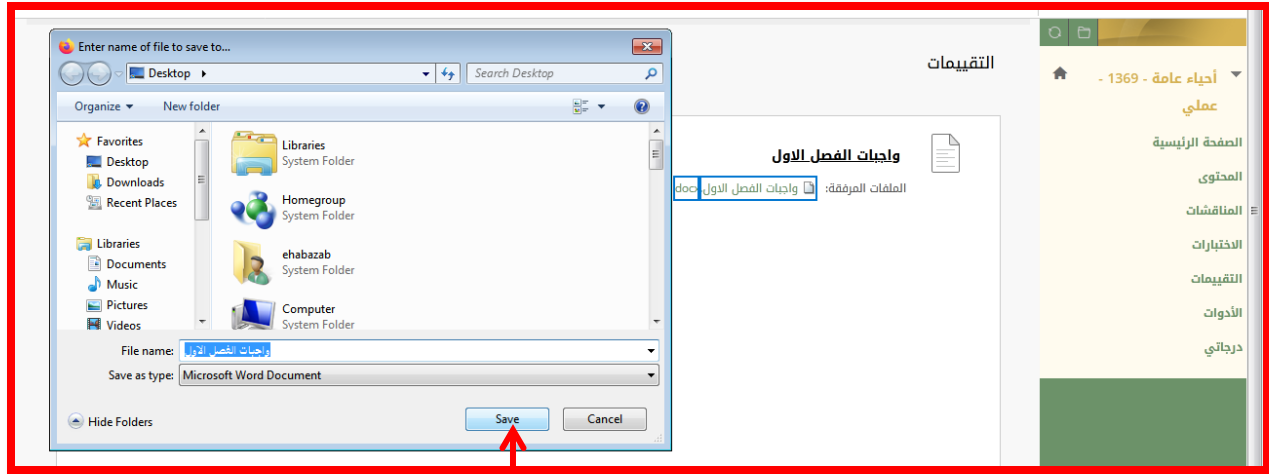 Enter name of file to save to...
Desktop
Search Desktop
Organize
New folder
Favorites
Desktop
Downloads
Recent Places
Libraries
Documents
Music
Pictures
Videos
Libraries
System Folder
Homegroup
System Folder
ehabazab
System Folder
Computer
System Folder
File name: واجبات الفصل الاول
Save as type: Microsoft Word Document
Hide Folders
Save
Cancel
التقييمات
واجبات الفصل الاول
الملفات المرفقة: واجبات الفصل الاول.docx
أحياء عامة - 1369 -
عملي
الصفحة الرئيسية
المحتوى
المناقشات
الاختبارات
التقييمات
الأدوات
درجاتي